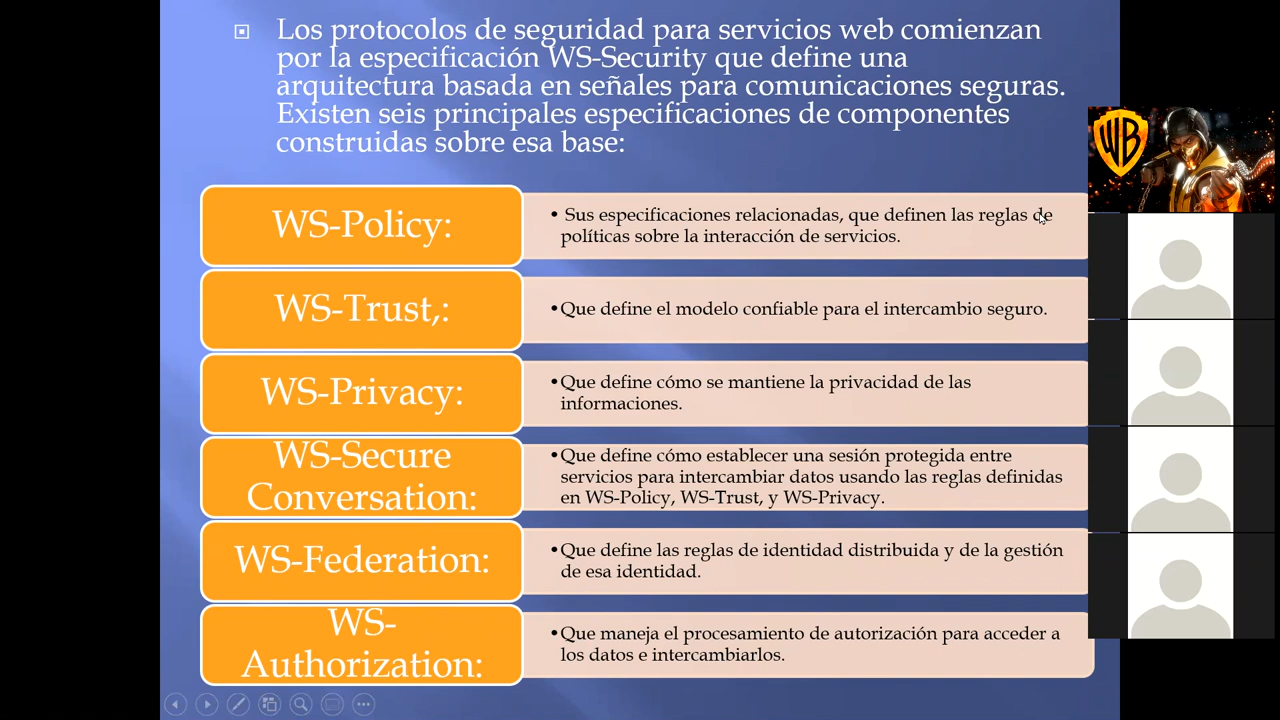 Los protocolos de seguridad para servicios web comienzan
por la especificación WS-Security que define una
arquitectura basada en señales para comunicaciones seguras.
Existen seis principales especificaciones de componentes
construidas sobre esa base:
WS-Policy:
• Sus especificaciones relacionadas, que definen las reglas de
políticas sobre la interacción de servicios.
WS-Trust,:
•Que define el modelo confiable para el intercambio seguro.
WS-Privacy:
•Que define cómo se mantiene la privacidad de las
informaciones.
WS-Secure
Conversation:
•Que define cómo establecer una sesión protegida entre
servicios para intercambiar datos usando las reglas definidas
en WS-Policy, WS-Trust, y WS-Privacy.
WS-Federation:
•Que define las reglas de identidad distribuida y de la gestión
de esa identidad.
WS-
Authorization:
•Que maneja el procesamiento de autorización para acceder a
los datos e intercambiarlos.
WB